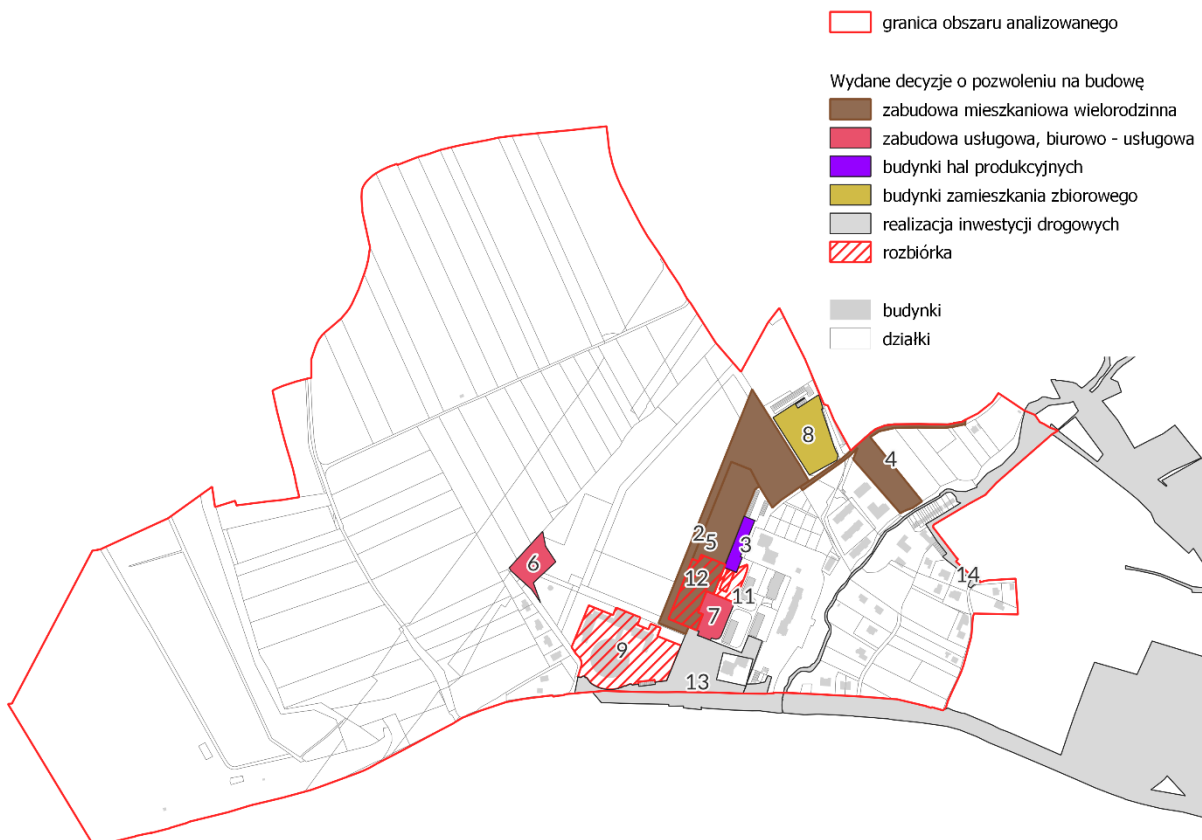 granica obszaru analizowanego
Wydane decyzje o pozwoleniu na budowę
zabudowa mieszkaniowa wielorodzinna
zabudowa usługowa, biurowo - usługowa
budynki hal produkcyjnych
budynki zamieszkania zbiorowego
realizacja inwestycji drogowych
rozbiórka
budynki
działki
8
4
2
5
3
6
12
11
14
7
9
13